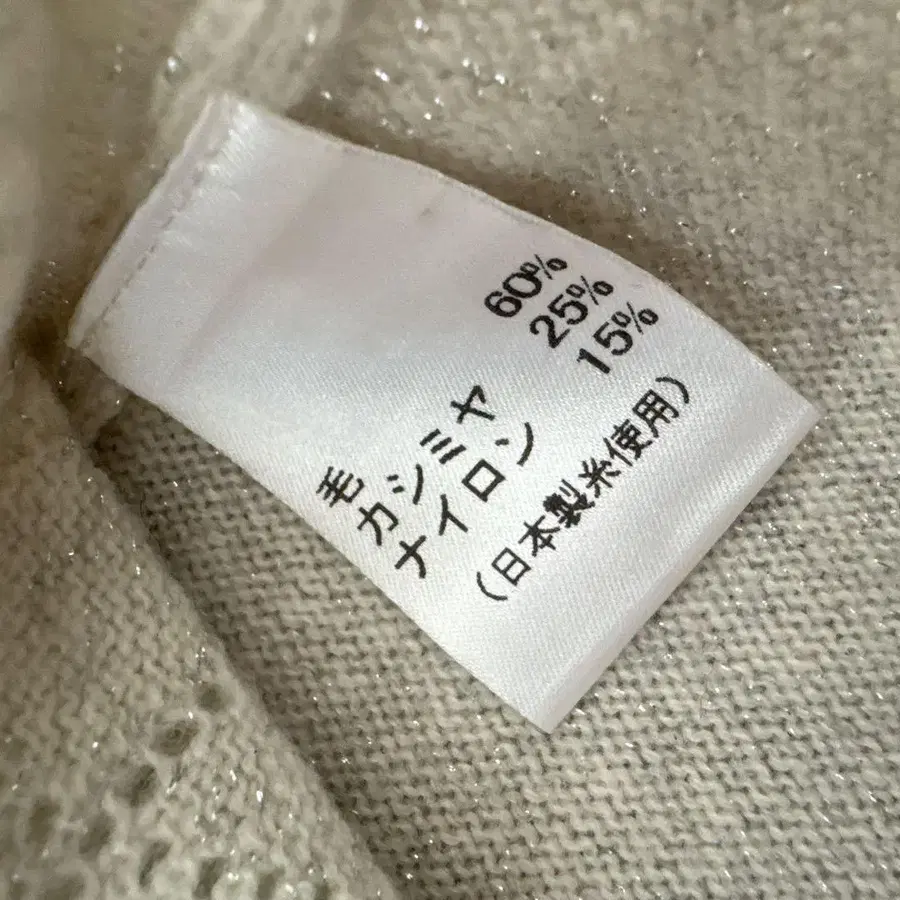 毛 60%
カシミヤ 25%
ナイロン 15%
(日本製糸使用)